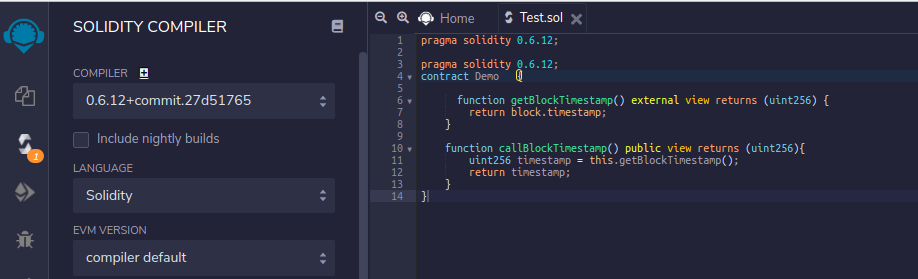 SOLIDITY COMPILER
COMPILER
0.6.12+commit.27d51765
Include nightly builds
1
LANGUAGE
Solidity
EVM VERSION
compiler default
Home
Test.sol
1 pragma solidity 0.6.12;
2
3 pragma solidity 0.6.12;
4 contract Demo {
5
6 function getBlockTimestamp() external view returns (uint256) {
7 return block.timestamp;
8 }
9
10 function callBlockTimestamp() public view returns (uint256){
11 uint256 timestamp = this.getBlockTimestamp();
12 return timestamp;
13 }
14 }